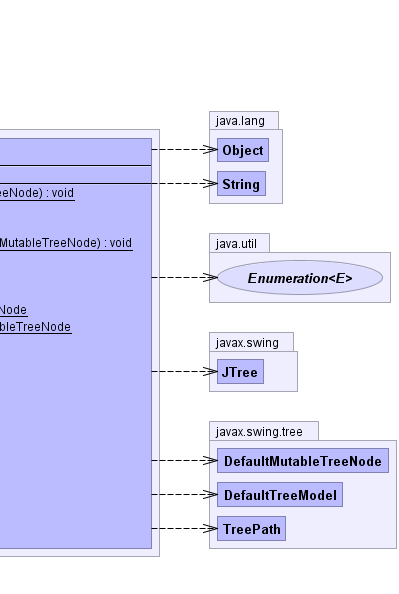 java.lang
Object
String
eeNode) : void
java.util
MutableTreeNode) : void
Enumeration<E>
Node
ableTreeNode
javax.swing
JTree
javax.swing.tree
DefaultMutableTreeNode
DefaultTreeModel
TreePath